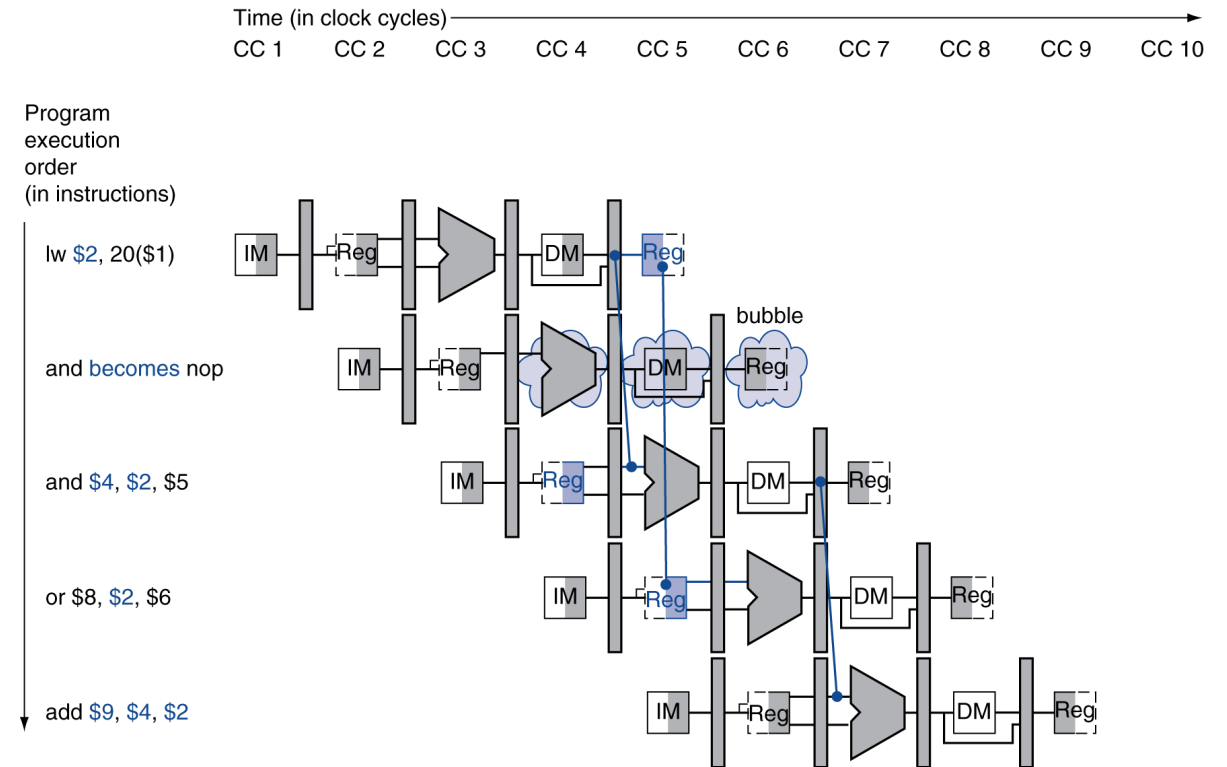 Time (in clock cycles)
CC 1 CC 2 CC 3 CC 4 CC 5 CC 6 CC 7 CC 8 CC 9 CC 10
Program
execution
order
(in instructions)
lw $2, 20($1)
IM Reg DM Reg
bubble
and becomes nop
IM Reg DM Reg
and $4, $2, $5
IM Reg DM Reg
or $8, $2, $6
IM Reg DM Reg
add $9, $4, $2
IM Reg DM Reg